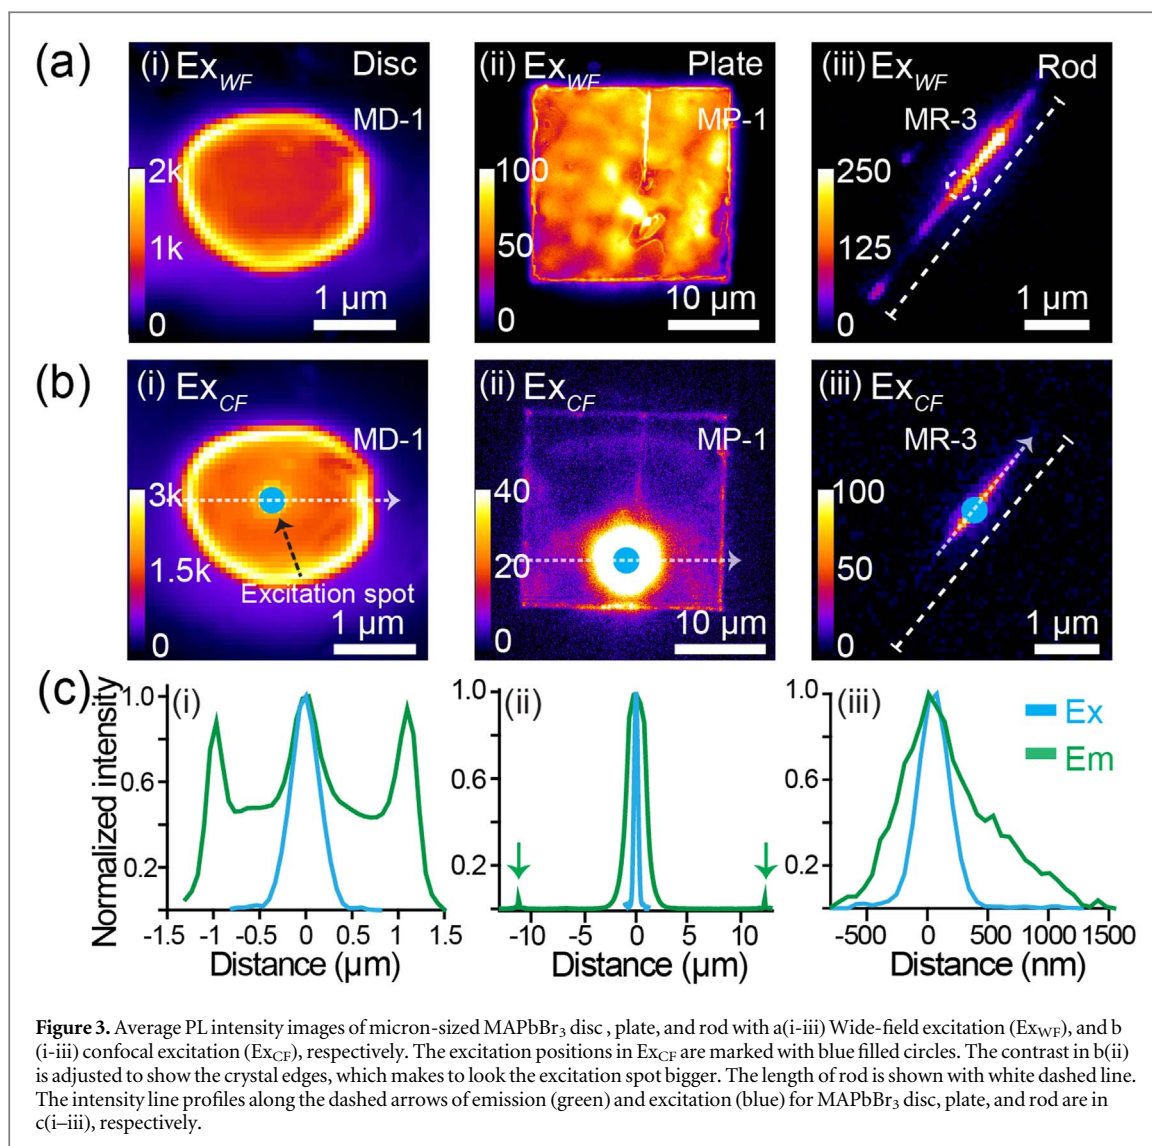 (a)
(i) Ex_WF Disc
MD-1
2k
1k
0
1 µm
(ii) Ex_WF Plate
MP-1
100
50
0
10 µm
(iii) Ex_WF Rod
MR-3
250
125
0
1 µm
(b)
(i) Ex_CF
MD-1
3k
1.5k
0
Excitation spot
1 µm
(ii) Ex_CF
MP-1
40
20
0
10 µm
(iii) Ex_CF
MR-3
100
50
0
1 µm
(c)
Normalized intensity
(i)
1.0
0.6
0.2
-1.5 -1 -0.5 0 0.5 1 1.5
Distance (µm)
(ii)
1.0
0.6
0.2
-10 -5 0 5 10
Distance (µm)
(iii)
1.0
0.6
0.2
-500 0 500 1000 1500
Distance (nm)
Ex
Em
Figure 3. Average PL intensity images of micron-sized MAPbBr₃ disc , plate, and rod with a(i-iii) Wide-field excitation (Ex_WF), and b
(i-iii) confocal excitation (Ex_CF), respectively. The excitation positions in Ex_CF are marked with blue filled circles. The contrast in b(ii)
is adjusted to show the crystal edges, which makes to look the excitation spot bigger. The length of rod is shown with white dashed line.
The intensity line profiles along the dashed arrows of emission (green) and excitation (blue) for MAPbBr₃ disc, plate, and rod are in
c(i–iii), respectively.